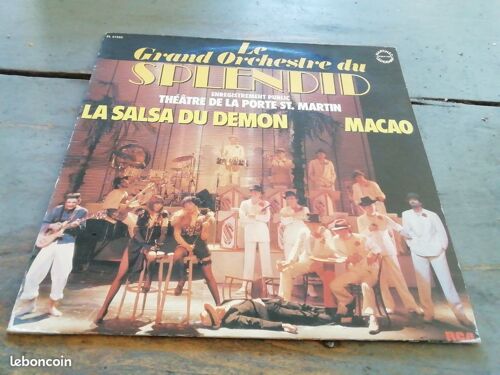 Le
Grand Orchestre du
SPLENDID
ENREGISTREMENT PUBLIC
THÉÂTRE DE LA PORTE ST. MARTIN
LA SALSA DU DEMON MACAO
RCA
leboncoin